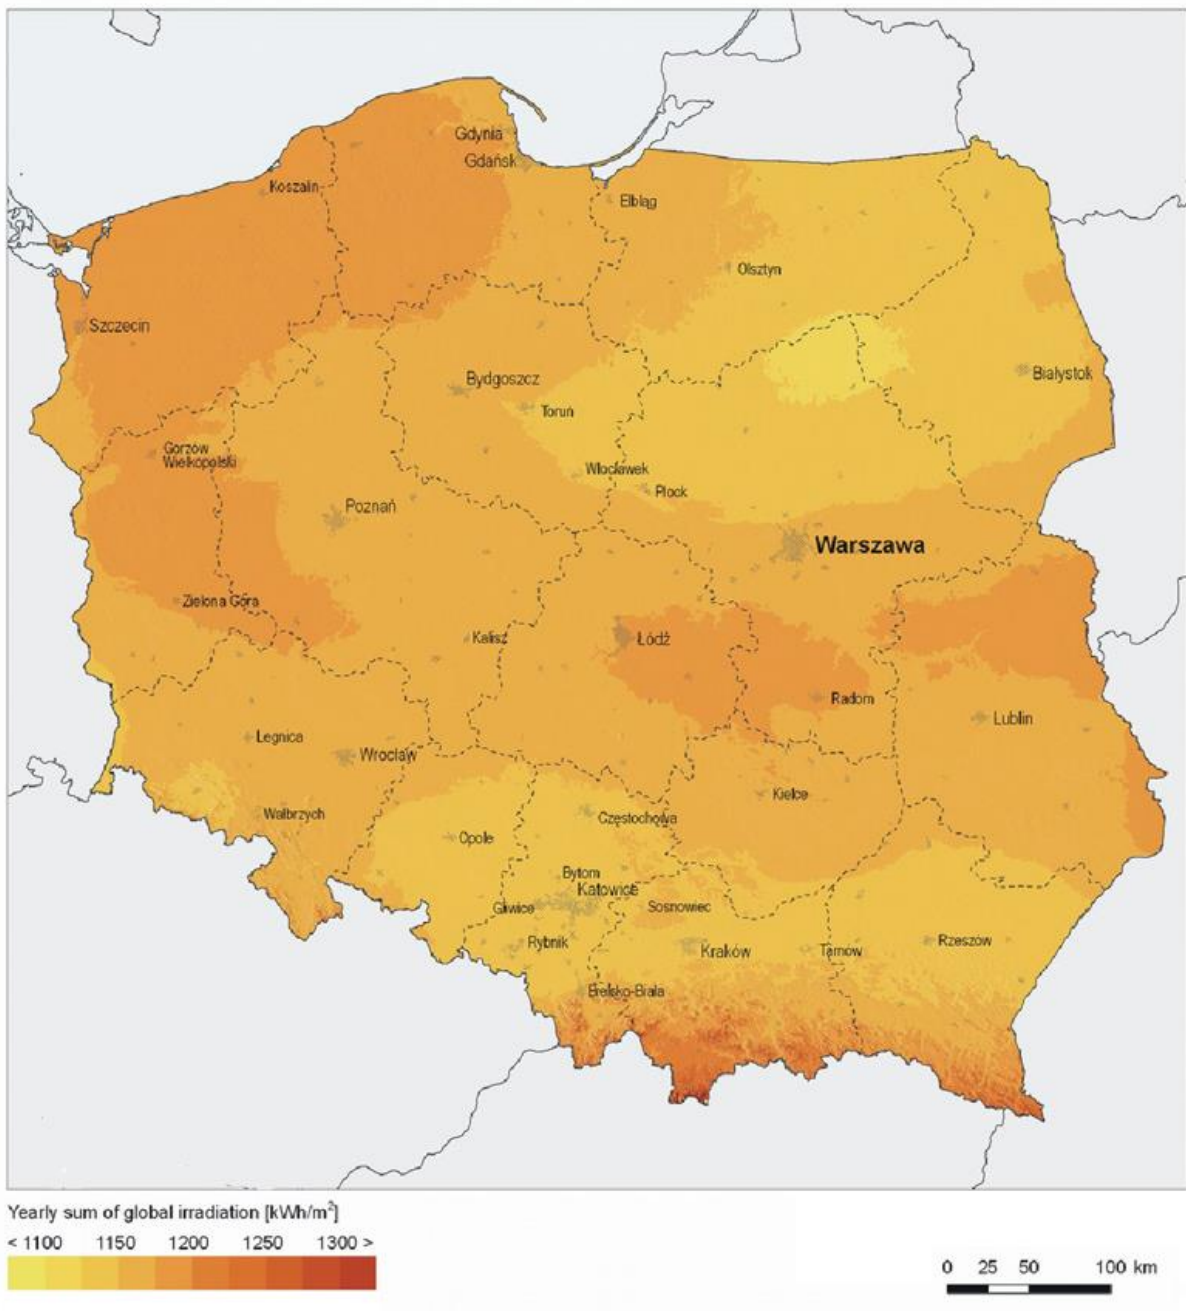 Gdynia
Gdańsk
Koszalin
Elbląg
Olsztyn
Szczecin
Bydgoszcz
Białystok
Toruń
Gorzów
Wielkopolski
Włocławek
Płock
Poznań
Warszawa
Zielona Góra
Kalisz
Łódź
Radom
Lublin
Legnica
Wrocław
Kielce
Wałbrzych
Częstochowa
Opole
Bytom
Katowice
Gliwice
Sosnowiec
Rybnik
Kraków
Tarnów
Rzeszów
Bielsko-Biała
Yearly sum of global irradiation [kWh/m²]
< 1100 1150 1200 1250 1300 >
0 25 50 100 km